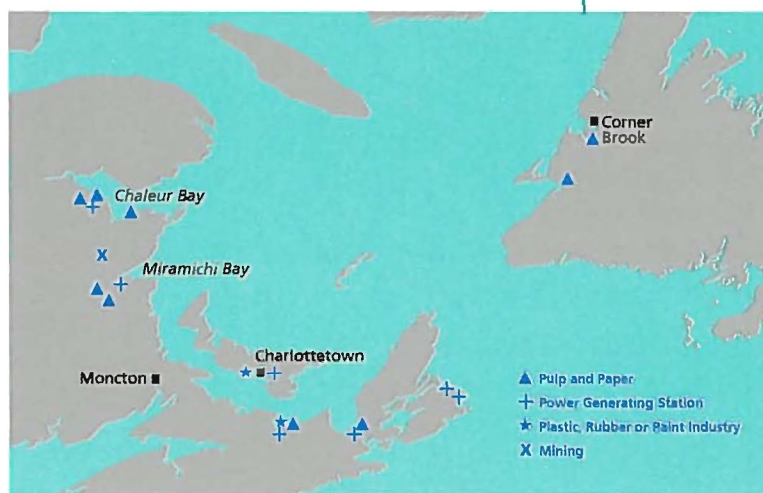 Corner
Brook
Chaleur Bay
Miramichi Bay
Charlottetown
Moncton
Pulp and Paper
Power Generating Station
Plastic, Rubber or Paint Industry
X Mining